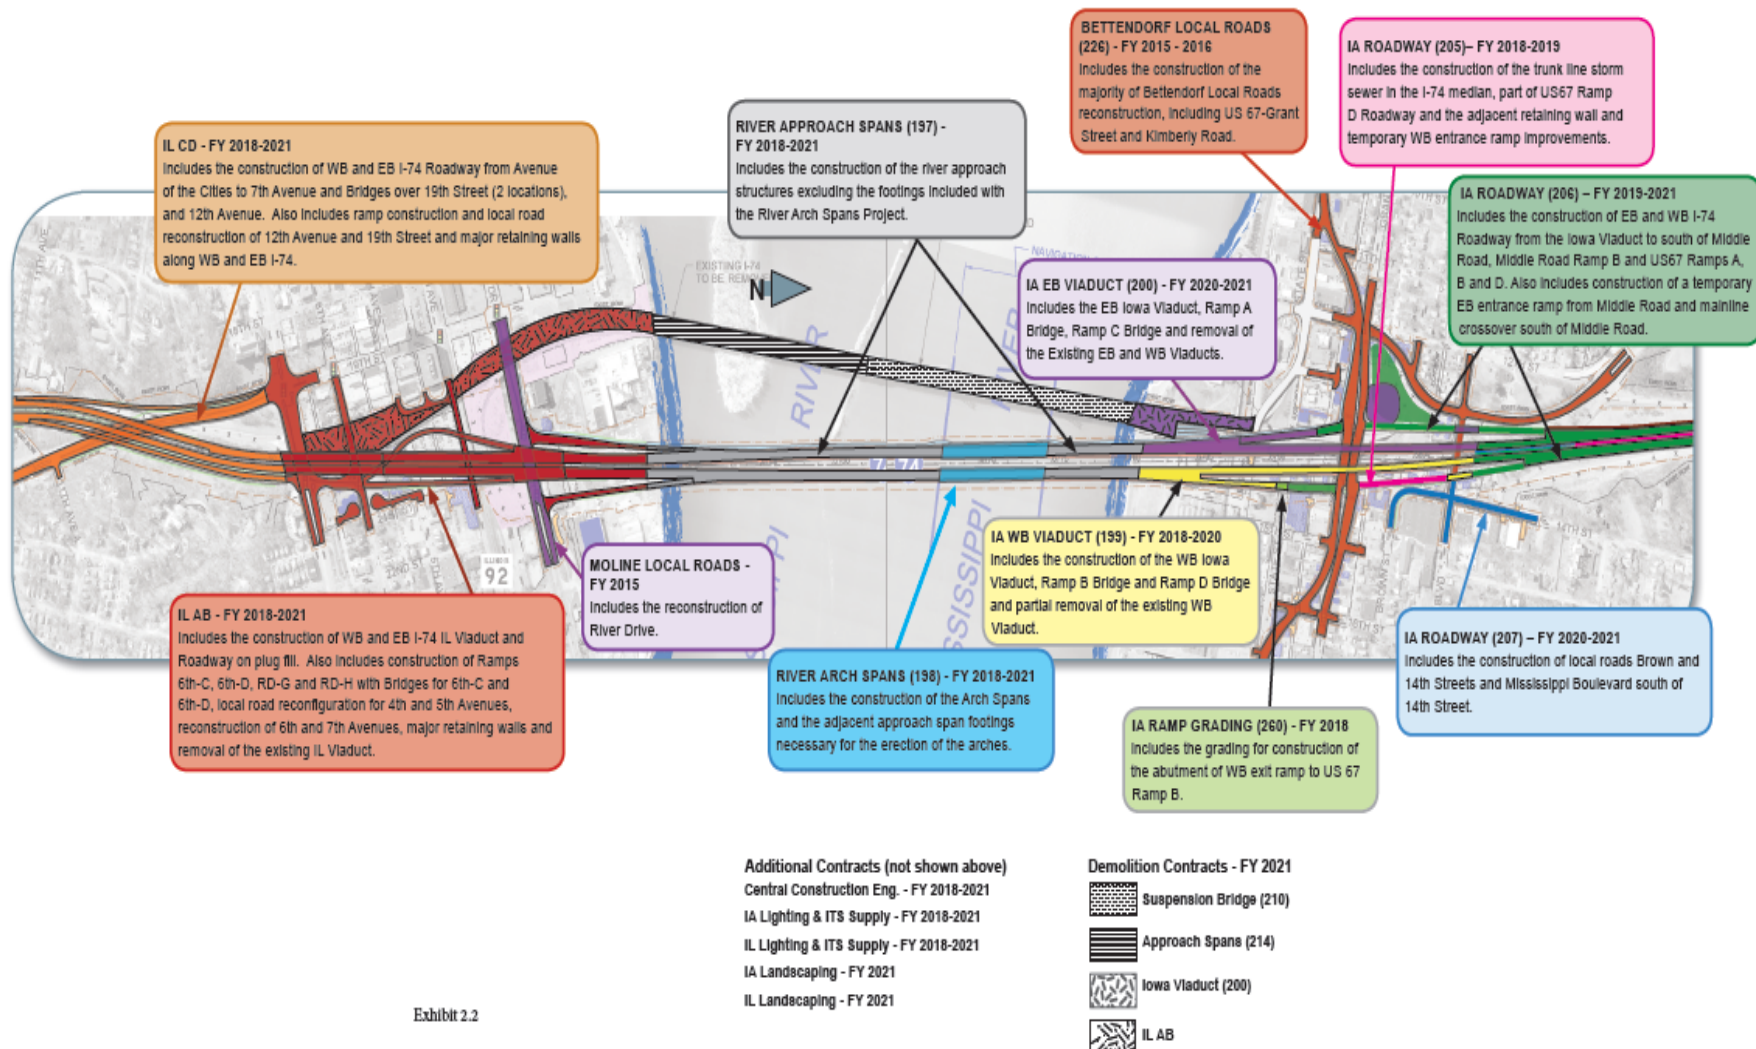 BETTENDORF LOCAL ROADS
(226) - FY 2015 - 2016
Includes the construction of the
majority of Bettendorf Local Roads
reconstruction, including US 67-Grant
Street and Kimberly Road.
IA ROADWAY (205)– FY 2018-2019
Includes the construction of the trunk line storm
sewer in the I-74 median, part of US67 Ramp
D Roadway and the adjacent retaining wall and
temporary WB entrance ramp improvements.
RIVER APPROACH SPANS (197) -
FY 2018-2021
Includes the construction of the river approach
structures excluding the footings included with
the River Arch Spans Project.
IL CD - FY 2018-2021
Includes the construction of WB and EB I-74 Roadway from Avenue
of the Cities to 7th Avenue and Bridges over 19th Street (2 locations),
and 12th Avenue. Also includes ramp construction and local road
reconstruction of 12th Avenue and 19th Street and major retaining walls
along WB and EB I-74.
IA ROADWAY (206) – FY 2019-2021
Includes the construction of EB and WB I-74
Roadway from the Iowa Viaduct to south of Middle
Road, Middle Road Ramp B and US67 Ramps A,
B and D. Also includes construction of a temporary
EB entrance ramp from Middle Road and mainline
crossover south of Middle Road.
IA EB VIADUCT (200) - FY 2020-2021
Includes the EB Iowa Viaduct, Ramp A
Bridge, Ramp C Bridge and removal of
the Existing EB and WB Viaducts.
EXISTING I-74
TO BE
N
NAVIGATION
RIVER
RIVER
I-74
MISSISSIPPI
ILLINOIS
92
MOLINE LOCAL ROADS -
FY 2015
Includes the reconstruction of
River Drive.
IA WB VIADUCT (199) - FY 2018-2020
Includes the construction of the WB Iowa
Viaduct, Ramp B Bridge and Ramp D Bridge
and partial removal of the existing WB
Viaduct.
IL AB - FY 2018-2021
Includes the construction of WB and EB I-74 IL Viaduct and
Roadway on plug fill. Also includes construction of Ramps
6th-C, 6th-D, RD-G and RD-H with Bridges for 6th-C and
6th-D, local road reconfiguration for 4th and 5th Avenues,
reconstruction of 6th and 7th Avenues, major retaining walls and
removal of the existing IL Viaduct.
RIVER ARCH SPANS (198) - FY 2018-2021
Includes the construction of the Arch Spans
and the adjacent approach span footings
necessary for the erection of the arches.
IA ROADWAY (207) – FY 2020-2021
Includes the construction of local roads Brown and
14th Streets and Mississippi Boulevard south of
14th Street.
IA RAMP GRADING (260) - FY 2018
Includes the grading for construction of
the abutment of WB exit ramp to US 67
Ramp B.
Additional Contracts (not shown above)
Central Construction Eng. - FY 2018-2021
IA Lighting & ITS Supply - FY 2018-2021
IL Lighting & ITS Supply - FY 2018-2021
IA Landscaping - FY 2021
IL Landscaping - FY 2021
Demolition Contracts - FY 2021
Suspension Bridge (210)
Approach Spans (214)
Iowa Viaduct (200)
IL AB
Exhibit 2.2